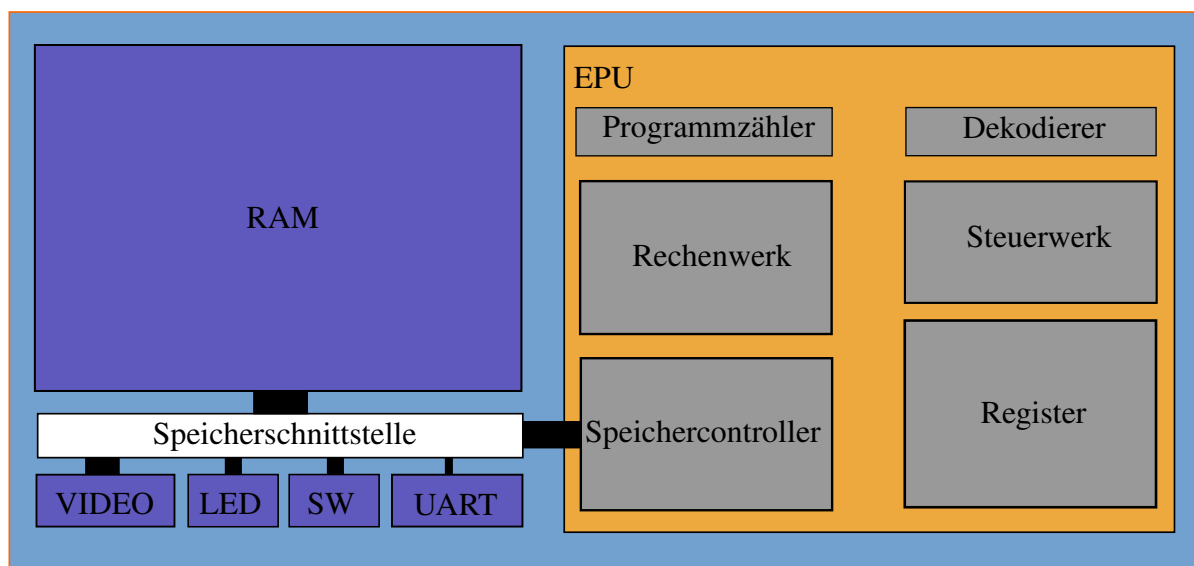 RAM
Speicherschnittstelle
VIDEO
LED
SW
UART
EPU
Programmzähler
Dekodierer
Rechenwerk
Steuerwerk
Speichercontroller
Register